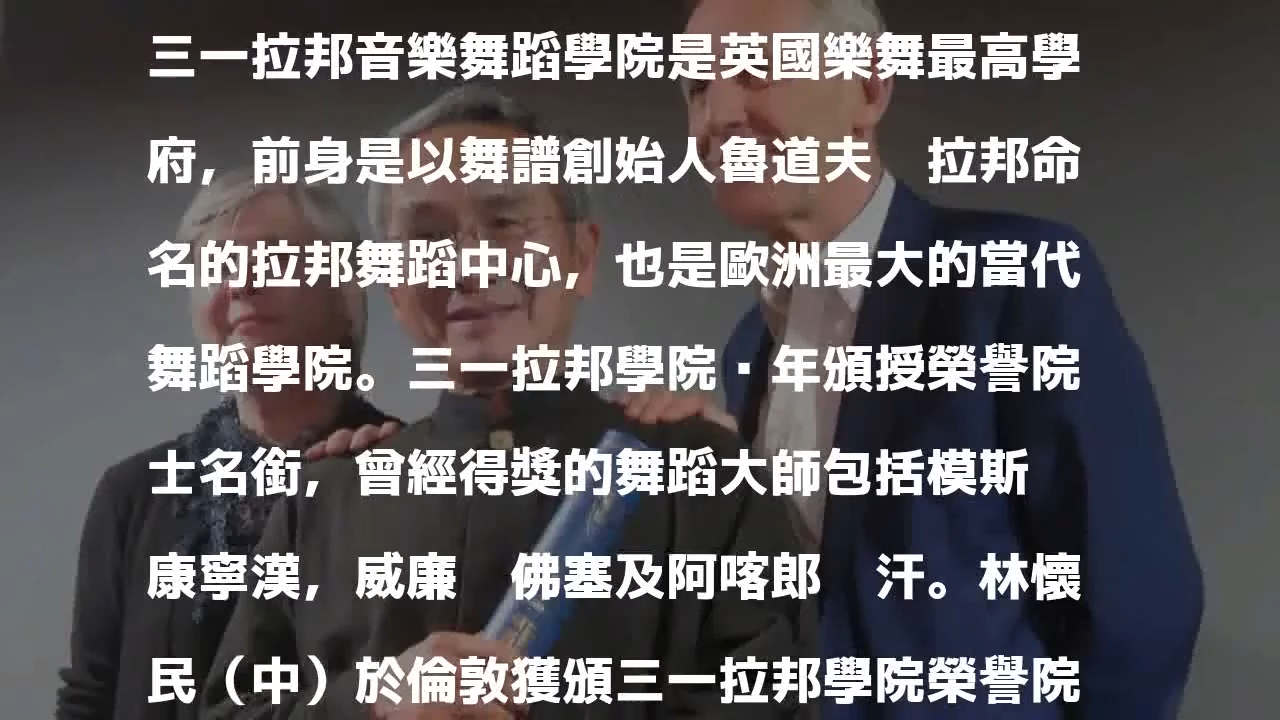 三一拉邦音樂舞蹈學院是英國樂舞最高學
府，前身是以舞譜創始人魯道夫　拉邦命
名的拉邦舞蹈中心，也是歐洲最大的當代
舞蹈學院。三一拉邦學院·年頒授榮譽院
士名銜，曾經得獎的舞蹈大師包括模斯
康寧漢，威廉　佛塞及阿喀郎　汗。林懷
民（中）於倫敦獲頒三一拉邦學院榮譽院